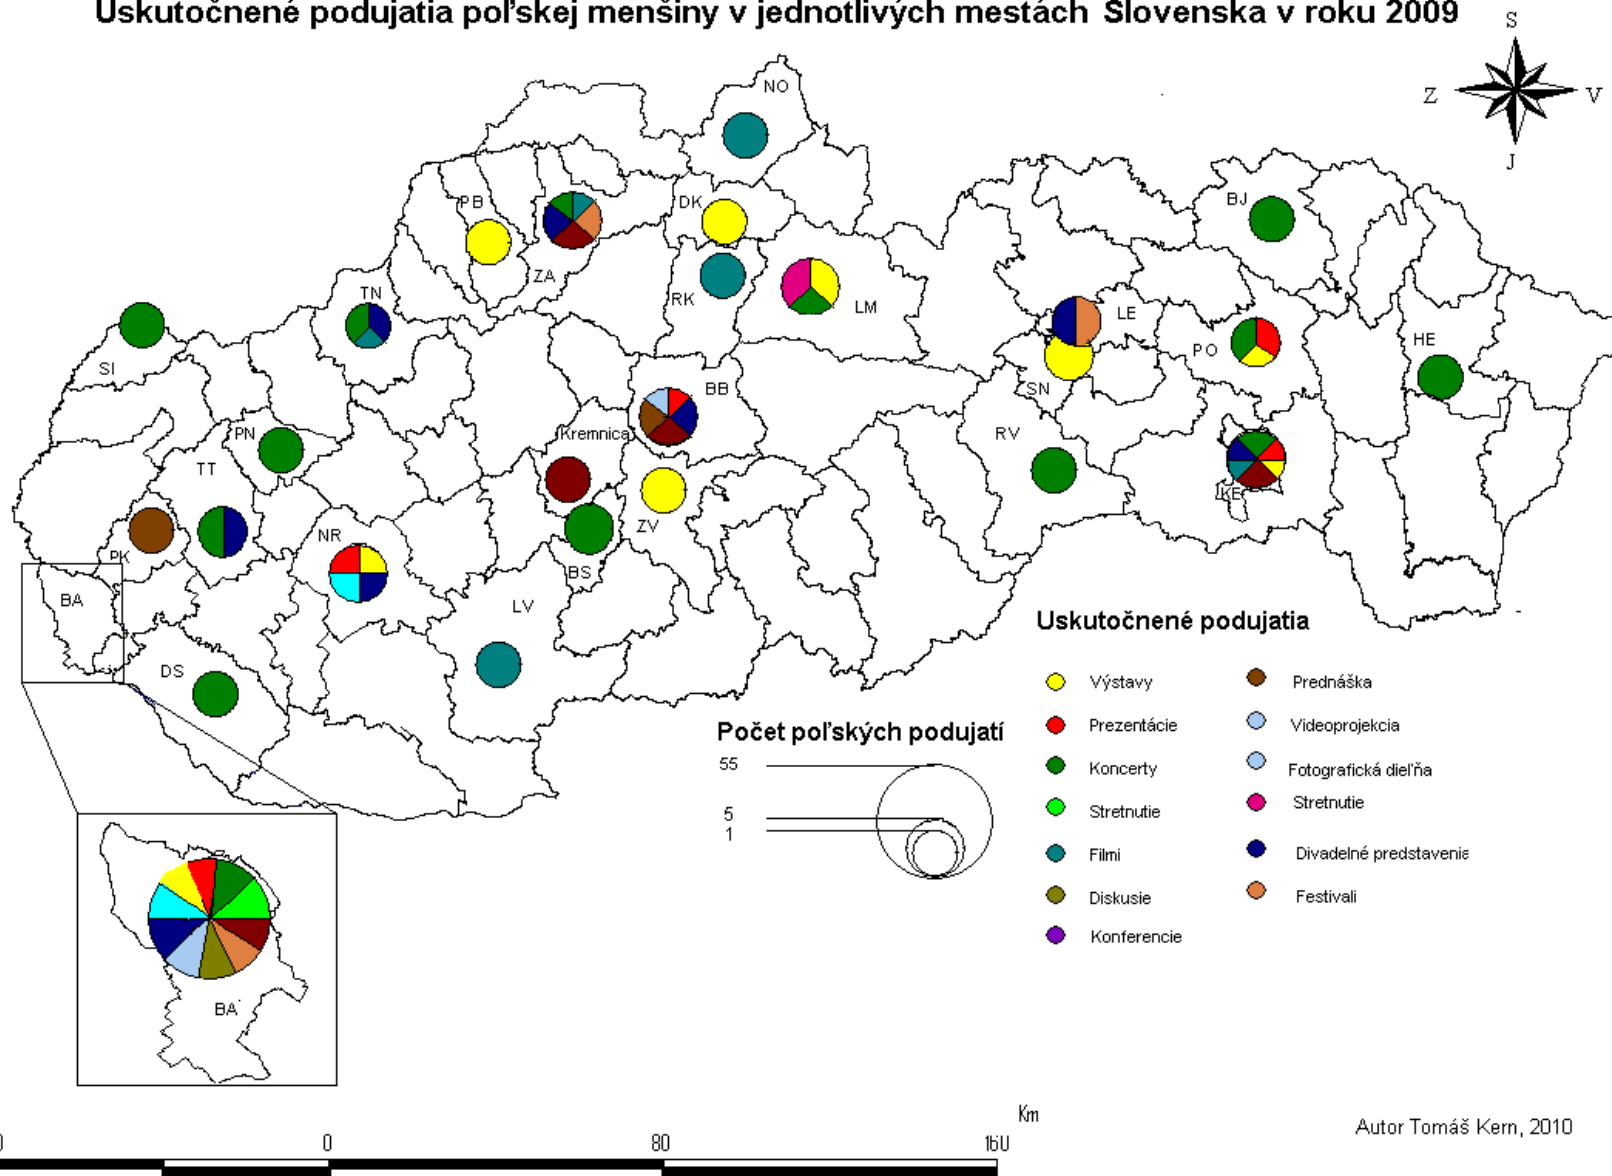 Uskutočnené podujatia poľskej menšiny v jednotlivých mestách Slovenska v roku 2009
S
Z
V
J
NO
PB
DK
BJ
ZA
TN
RK
LM
LE
SI
PO
HE
BB
SN
Kremnica
PN
RV
TT
KE
NR
ZV
PK
BS
BA
LV
DS
Uskutočnené podujatia
Výstavy
Prednáška
Prezentácie
Videoprojekcia
Koncerty
Fotografická dieľňa
Stretnutie
Stretnutie
Filmi
Divadelné predstavenia
Diskusie
Festivali
Konferencie
Počet poľských podujatí
55
5
1
BA
Km
0
0
80
160
Autor Tomáš Kern, 2010